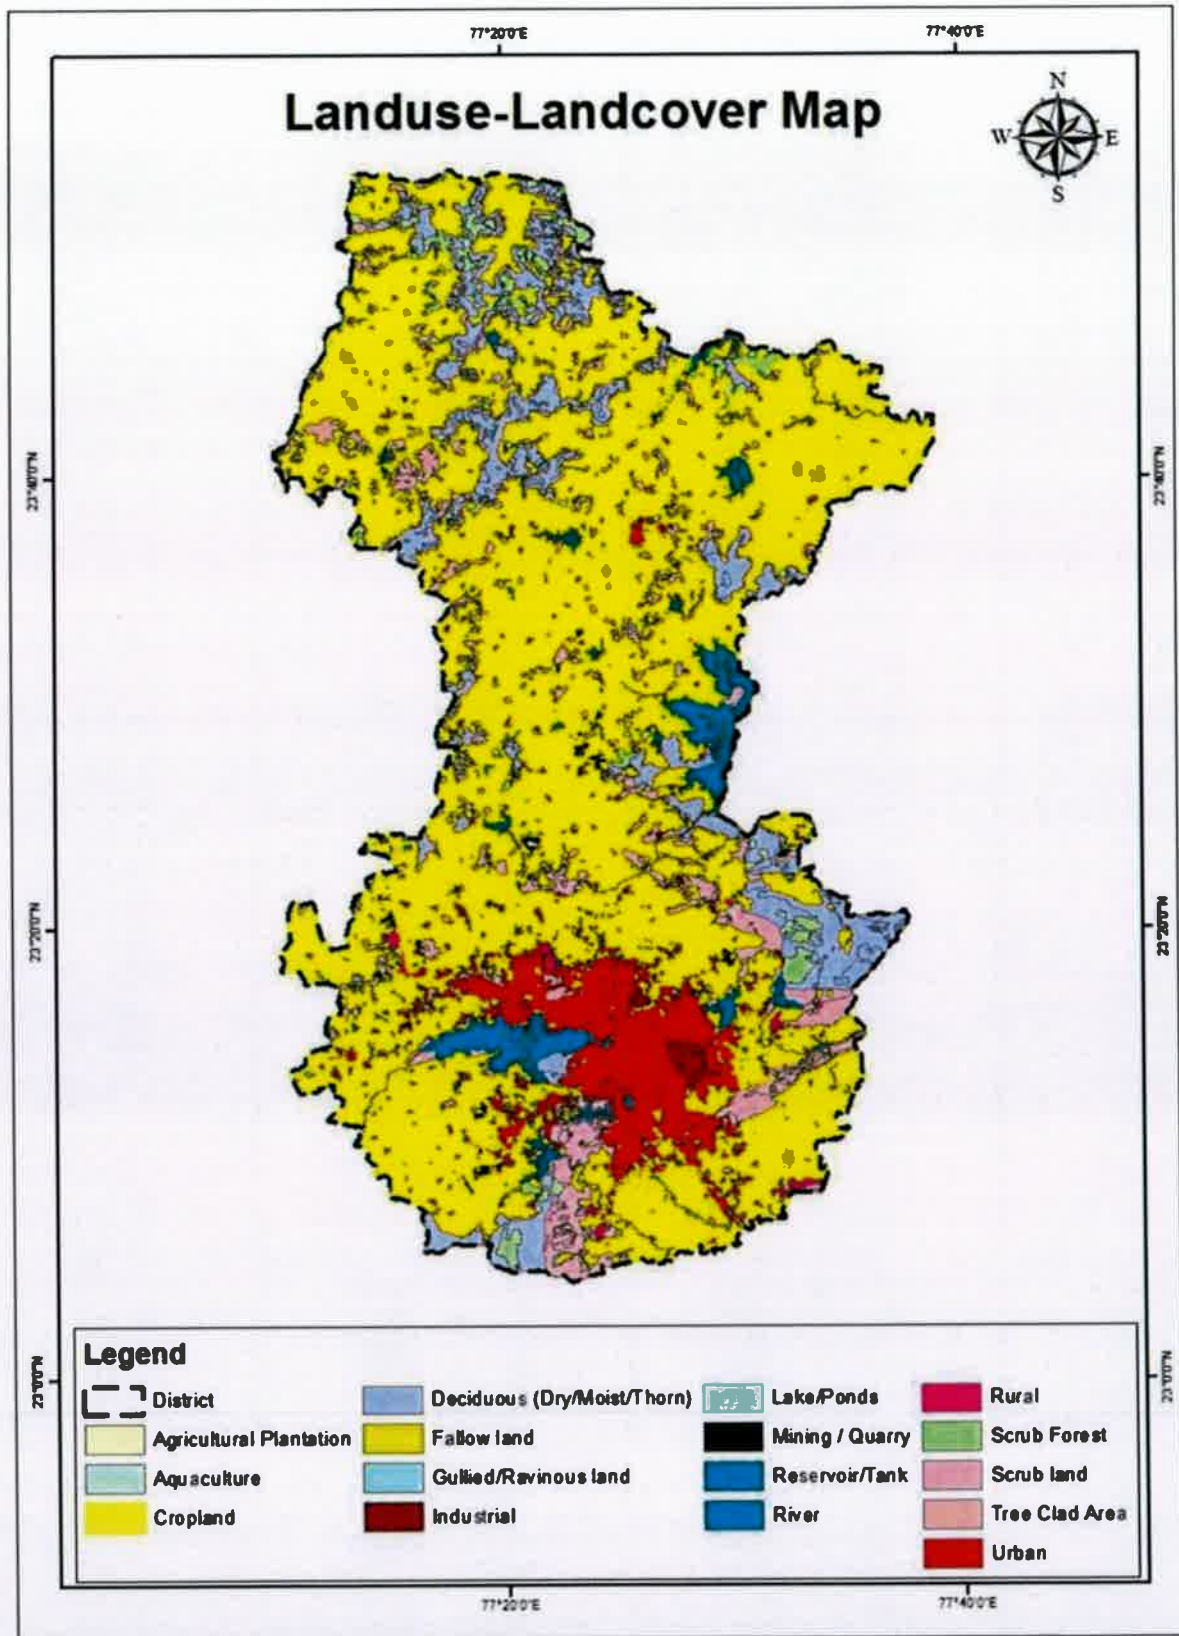 77°20'0"E 77°40'0"E
Landuse-Landcover Map
N
W E
S
23°40'0"N 23°40'0"N
23°20'0"N 23°20'0"N
23°0'0"N 23°0'0"N
Legend
District
Agricultural Plantation
Aquaculture
Cropland
Deciduous (Dry/Moist/Thorn)
Fallow land
Gullied/Ravinous land
Industrial
Lake/Ponds
Mining / Quarry
Reservoir/Tank
River
Rural
Scrub Forest
Scrub land
Tree Clad Area
Urban
77°20'0"E 77°40'0"E